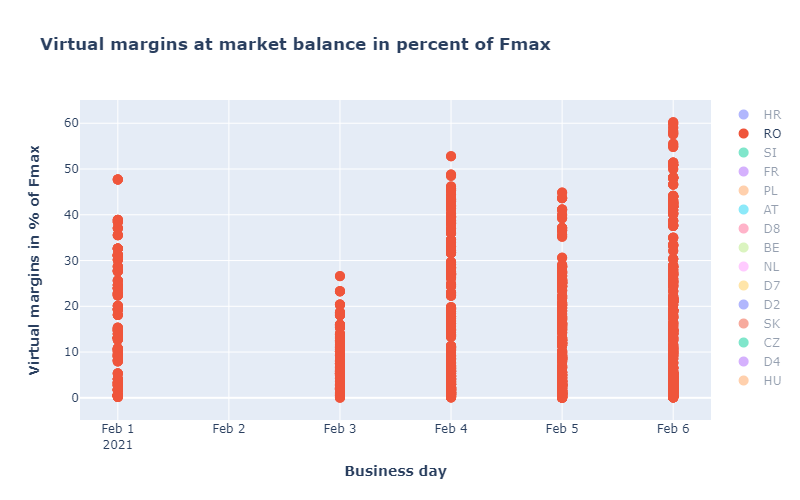 Virtual margins at market balance in percent of Fmax
Virtual margins in % of Fmax
60
50
40
30
20
10
0
Feb 1
2021
Feb 2
Feb 3
Feb 4
Feb 5
Feb 6
Business day
HR
RO
SI
FR
PL
AT
D8
BE
NL
D7
D2
SK
CZ
D4
HU